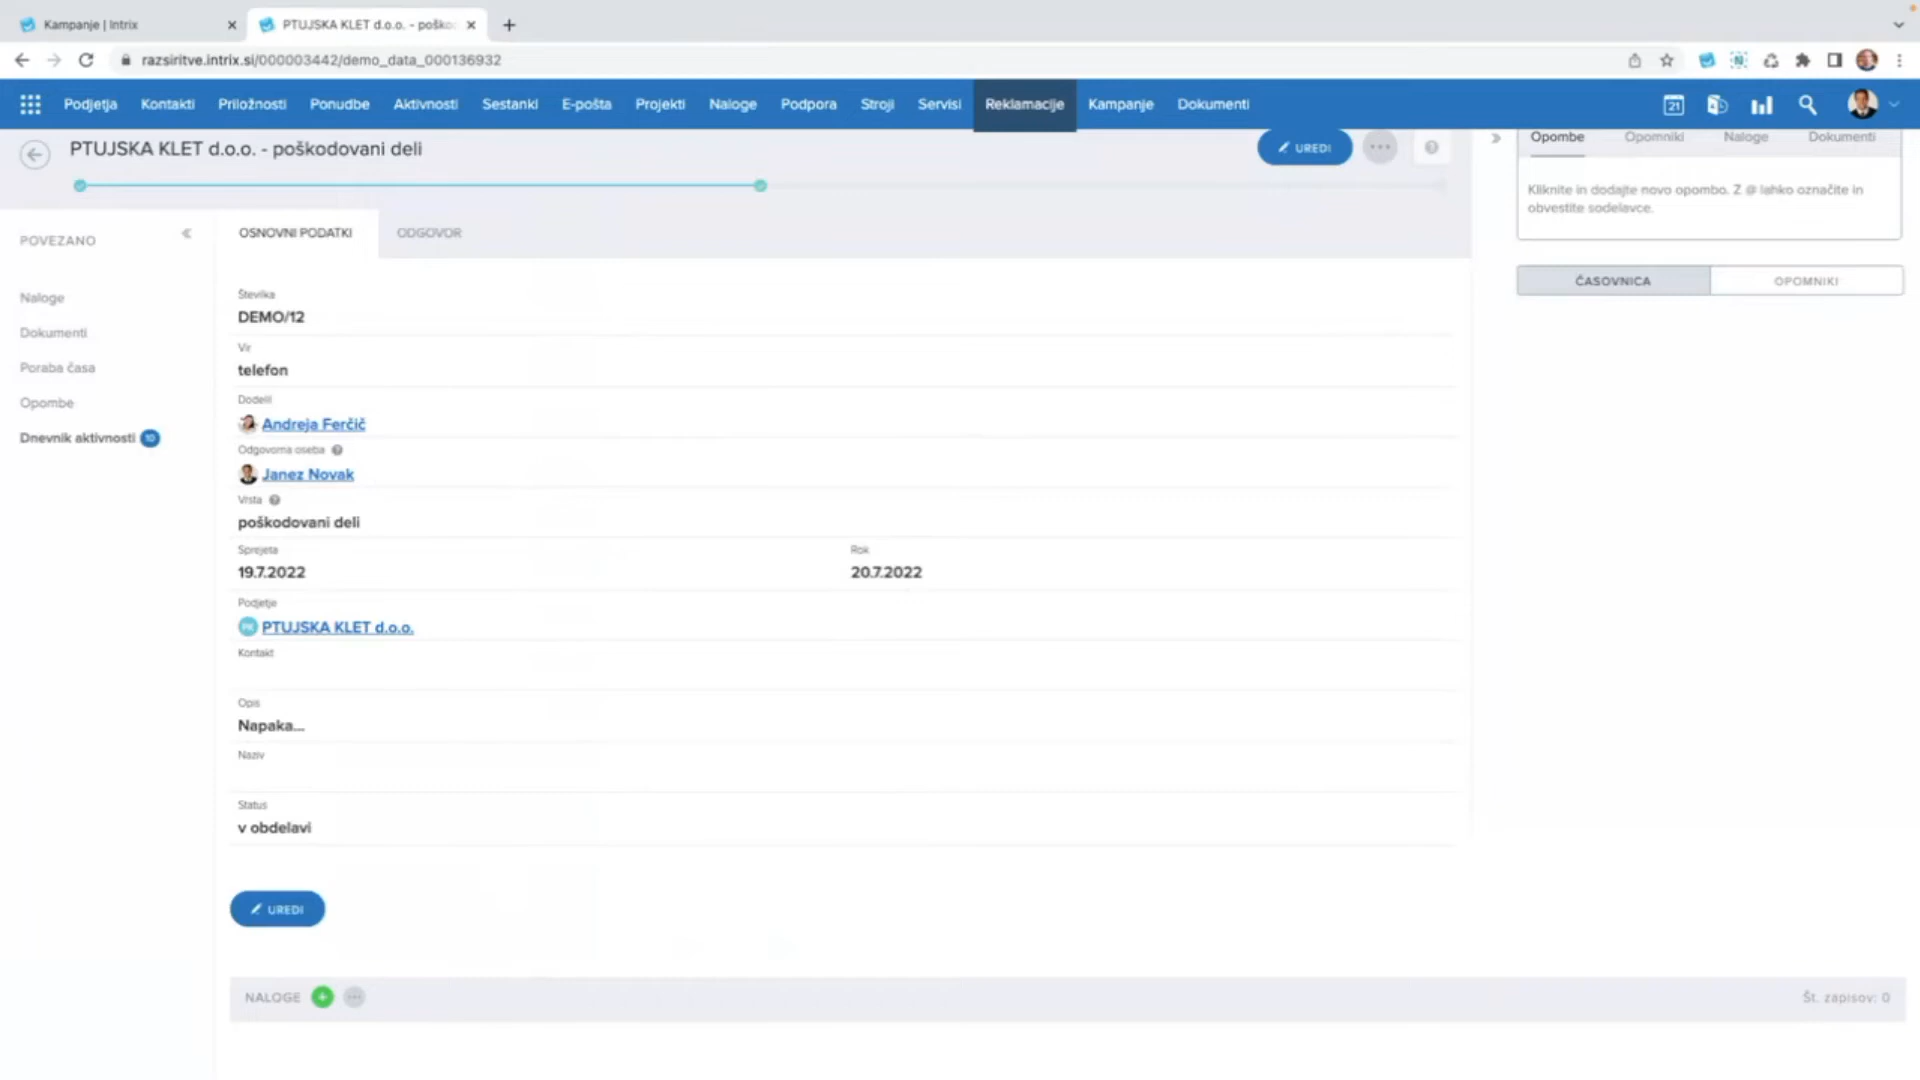 Kampanje | Intrix
PTUJSKA KLET d.o.o. - poško
razsiritve.intrix.si/000003442/demo_data_000136932
Podjetja Kontakti Priložnosti Ponudbe Aktivnosti Sestanki E-pošta Projekti Naloge Podpora Stroji Servisi Reklamacije Kampanje Dokumenti
21
PTUJSKA KLET d.o.o. - poškodovani deli
UREDI
Opombe Opomniki Naloge Dokumenti
Kliknite in dodajte novo opombo. Z @ lahko označite in
obvestite sodelavce.
ČASOVNICA OPOMNIKI
POVEZANO
Naloge
Dokumenti
Poraba časa
Opombe
Dnevnik aktivnosti 10
OSNOVNI PODATKI ODGOVOR
Številka
DEMO/12
Vir
telefon
Dodelil
Andreja Ferčič
Odgovorna oseba
Janez Novak
Vrsta
poškodovani deli
Sprejeta Rok
19.7.2022 20.7.2022
Podjetje
PK PTUJSKA KLET d.o.o.
Kontakt
Opis
Napaka...
Naziv
Status
v obdelavi
UREDI
NALOGE
Št. zapisov: 0